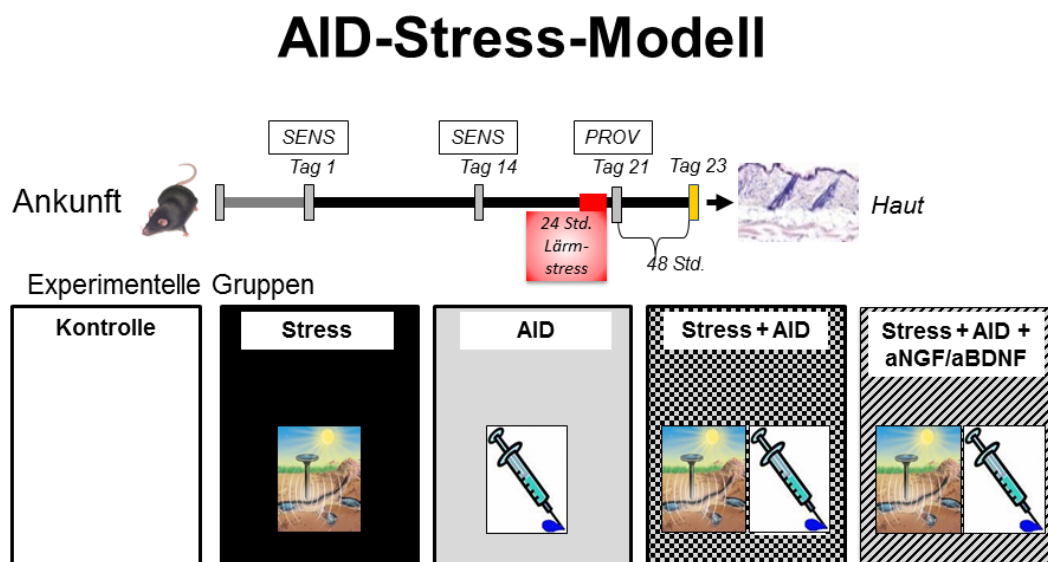 AID-Stress-Modell
SENS
SENS
PROV
Tag 1
Tag 14
Tag 21
Tag 23
Ankunft
Haut
24 Std.
Lärm-
stress
48 Std.
Experimentelle Gruppen
Kontrolle
Stress
AID
Stress + AID
Stress + AID +
aNGF/aBDNF